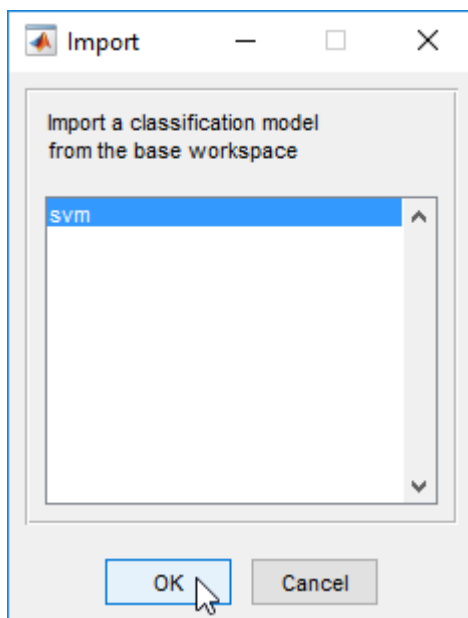 Import
Import a classification model
from the base workspace
svm
OK
Cancel